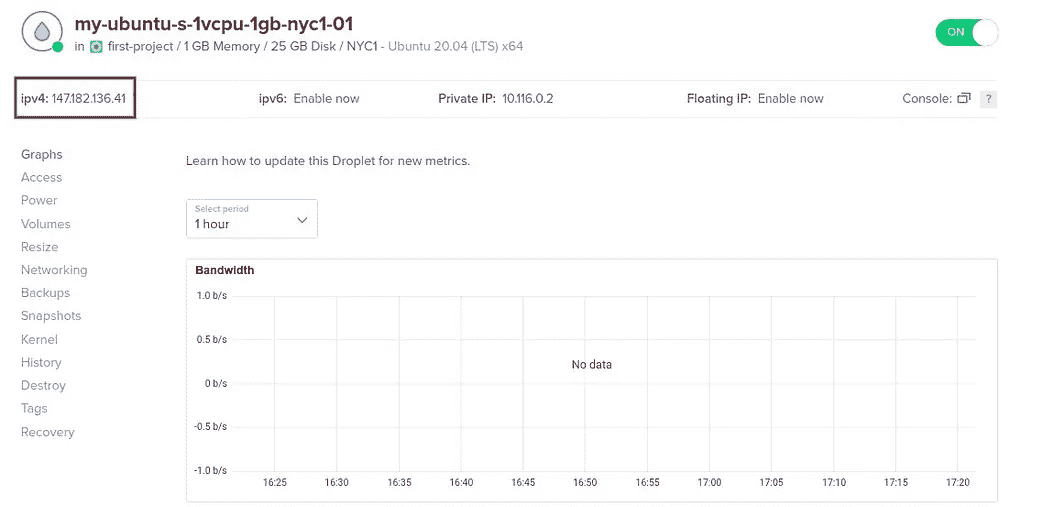 my-ubuntu-s-1vcpu-1gb-nyc1-01
in first-project / 1 GB Memory / 25 GB Disk / NYC1 - Ubuntu 20.04 (LTS) x64
ON
ipv4: 147.182.136.41 ipv6: Enable now Private IP: 10.116.0.2 Floating IP: Enable now Console: ?
Graphs
Access
Power
Volumes
Resize
Networking
Backups
Snapshots
Kernel
History
Destroy
Tags
Recovery
Learn how to update this Droplet for new metrics.
Select period
1 hour
Bandwidth
1.0 b/s
0.5 b/s
0 b/s
-0.5 b/s
-1.0 b/s
No data
16:25 16:30 16:35 16:40 16:45 16:50 16:55 17:00 17:05 17:10 17:15 17:20